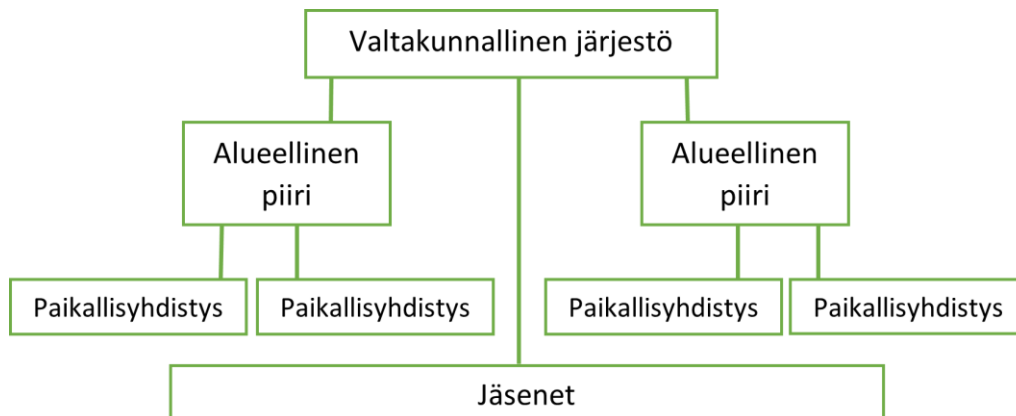 Valtakunnallinen järjestö
Alueellinen
piiri
Alueellinen
piiri
Paikallisyhdistys
Paikallisyhdistys
Paikallisyhdistys
Paikallisyhdistys
Jäsenet